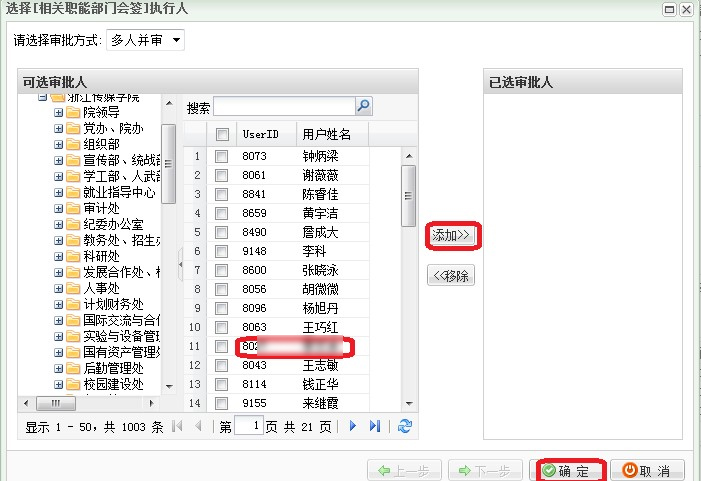 选择[相关职能部门会签]执行人
请选择审批方式: 多人并审
可选审批人
浙江传媒学院
院领导
党办、院办
组织部
宣传部、统战部
学工部、人武部
就业指导中心
审计处
纪委办公室
教务处、招生办
科研处
发展合作处、
人事处
计划财务处
国际交流与合
实验与设备管理
国有资产管理处
后勤管理处
校园建设处
搜索
UserID 用户姓名
1 8073 钟炳梁
2 8061 谢薇薇
3 8841 陈睿佳
4 8659 黄宇洁
5 8490 詹成大
6 9148 李科
7 8600 张晓泳
8 8056 胡微微
9 8096 杨旭丹
10 8063 王巧红
11 802
12 8043 王志敏
13 8114 钱正华
14 9155 来维霞
显示 1 - 50，共 1003 条 第 1 页 共 21 页
添加>>
<<移除
已选审批人
上一步 下一步 确 定 取 消